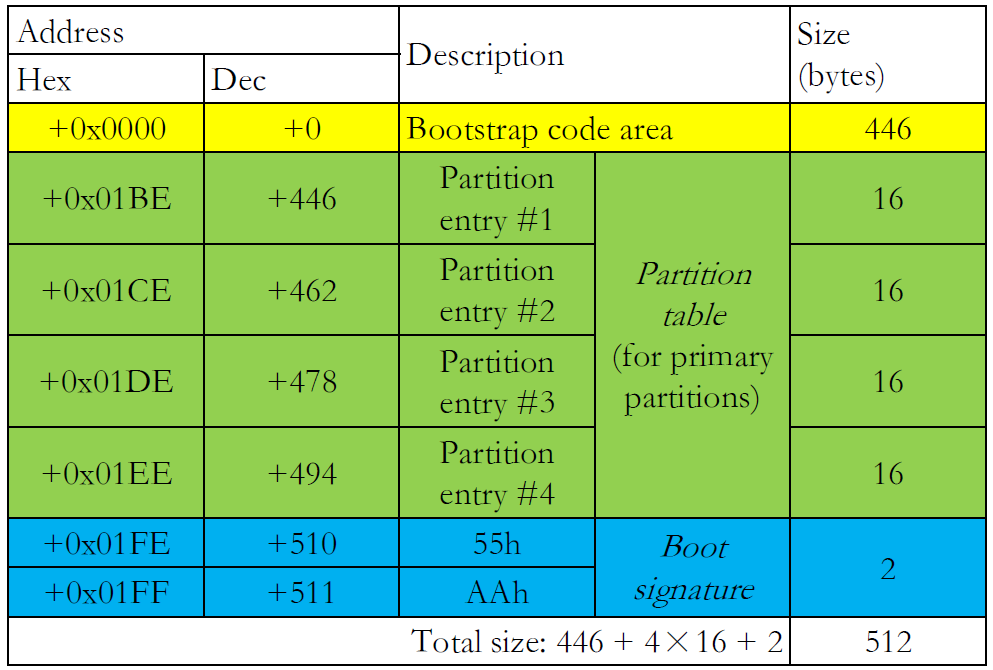 Address
Description
Size
(bytes)
Hex
Dec
+0x0000
+0
Bootstrap code area
446
+0x01BE
+446
Partition
entry #1
16
+0x01CE
+462
Partition
entry #2
16
+0x01DE
+478
Partition
entry #3
16
+0x01EE
+494
Partition
entry #4
16
Partition
table
(for primary
partitions)
+0x01FE
+510
55h
+0x01FF
+511
AAh
Boot
signature
2
Total size: 446 + 4×16 + 2
512